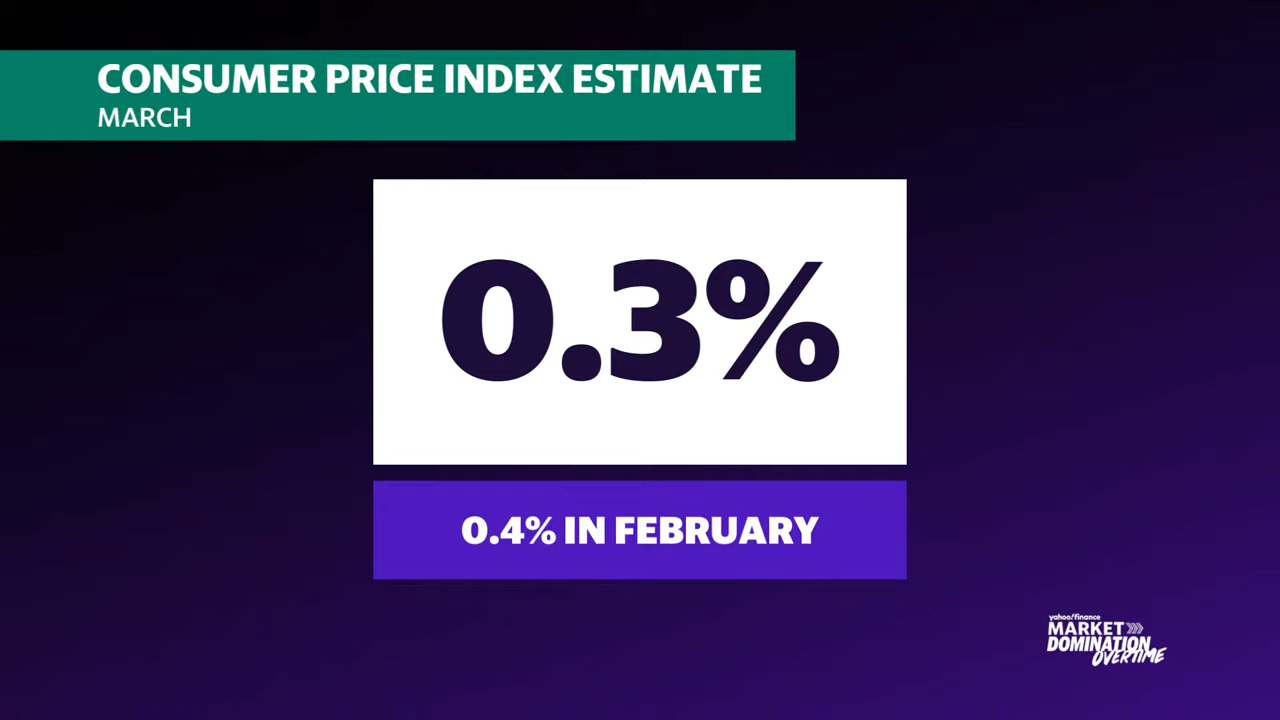 CONSUMER PRICE INDEX ESTIMATE
MARCH
0.3%
0.4% IN FEBRUARY
yahoo!finance
MARKET
DOMINATION
OVERTIME